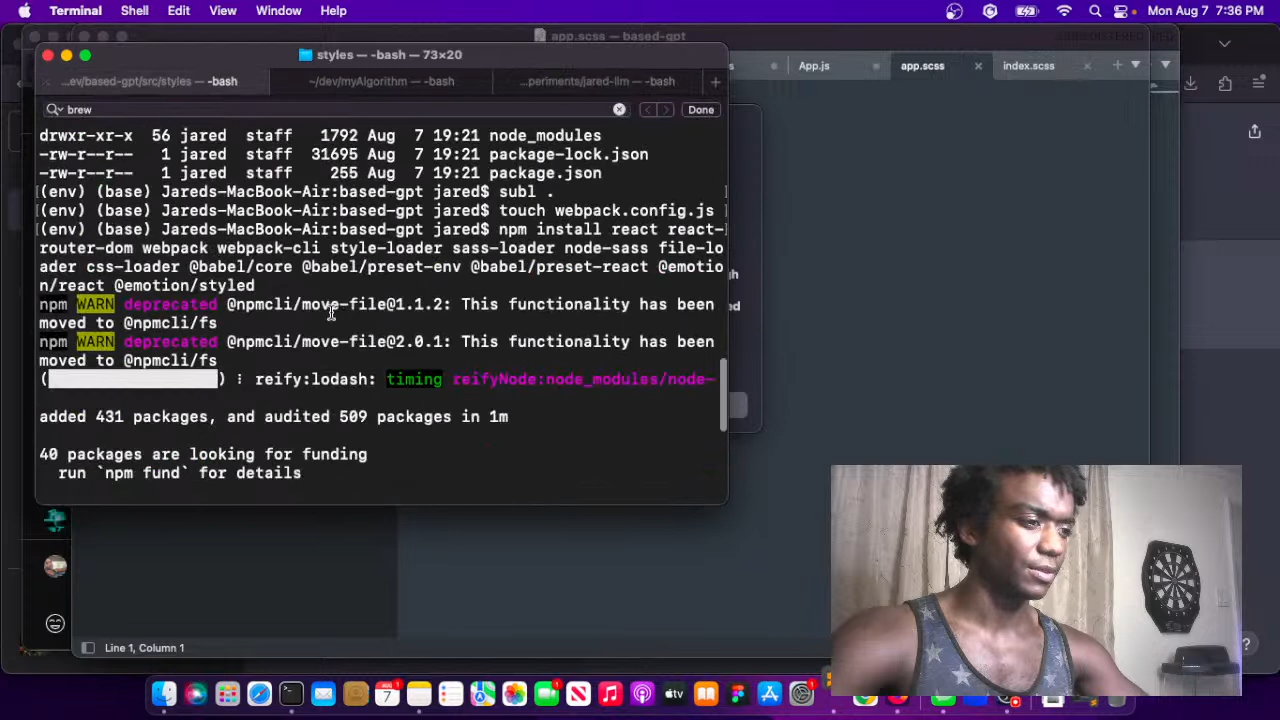 Terminal Shell Edit View Window Help
Mon Aug 7 7:36 PM
app.scss — based-gpt
styles — -bash — 73×20
...ev/based-gpt/src/styles — -bash
~/dev/myAlgorithm — -bash
...periments/jared-llm — -bash
App.js
app.scss
index.scss
brew
Done
drwxr-xr-x 56 jared staff 1792 Aug 7 19:21 node_modules
-rw-r--r-- 1 jared staff 31695 Aug 7 19:21 package-lock.json
-rw-r--r-- 1 jared staff 255 Aug 7 19:21 package.json
[(env) (base) Jareds-MacBook-Air:based-gpt jared$ subl . ]
[(env) (base) Jareds-MacBook-Air:based-gpt jared$ touch webpack.config.js ]
(env) (base) Jareds-MacBook-Air:based-gpt jared$ npm install react react-
router-dom webpack webpack-cli style-loader sass-loader node-sass file-lo
ader css-loader @babel/core @babel/preset-env @babel/preset-react @emotio
n/react @emotion/styled
npm WARN deprecated @npmcli/move-file@1.1.2: This functionality has been
moved to @npmcli/fs
npm WARN deprecated @npmcli/move-file@2.0.1: This functionality has been
moved to @npmcli/fs
( ) ⸽ reify:lodash: timing reifyNode:node_modules/node-
added 431 packages, and audited 509 packages in 1m
40 packages are looking for funding
run `npm fund` for details
Line 1, Column 1